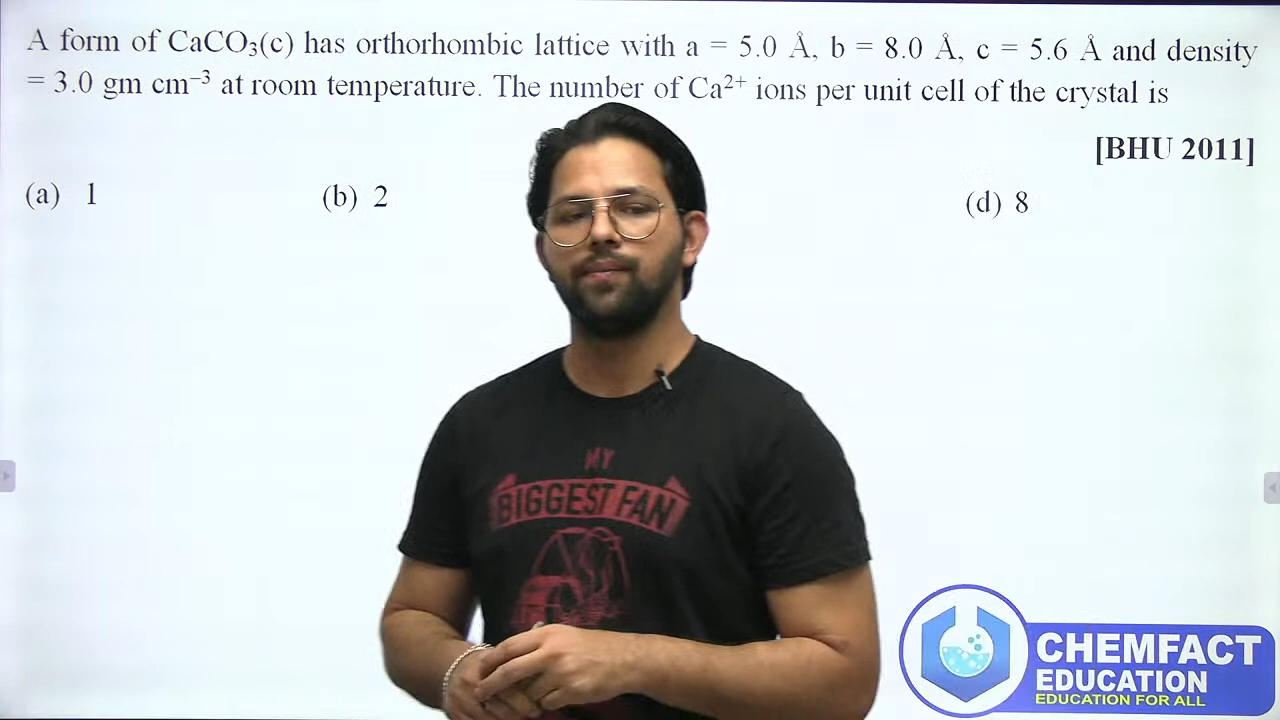 A form of CaCO₃(c) has orthorhombic lattice with a = 5.0 Å, b = 8.0 Å, c = 5.6 Å and density
= 3.0 gm cm⁻³ at room temperature. The number of Ca²⁺ ions per unit cell of the crystal is
[BHU 2011]
(a) 1 (b) 2 (d) 8
MY
BIGGEST FAN
CHEMFACT
EDUCATION
EDUCATION FOR ALL